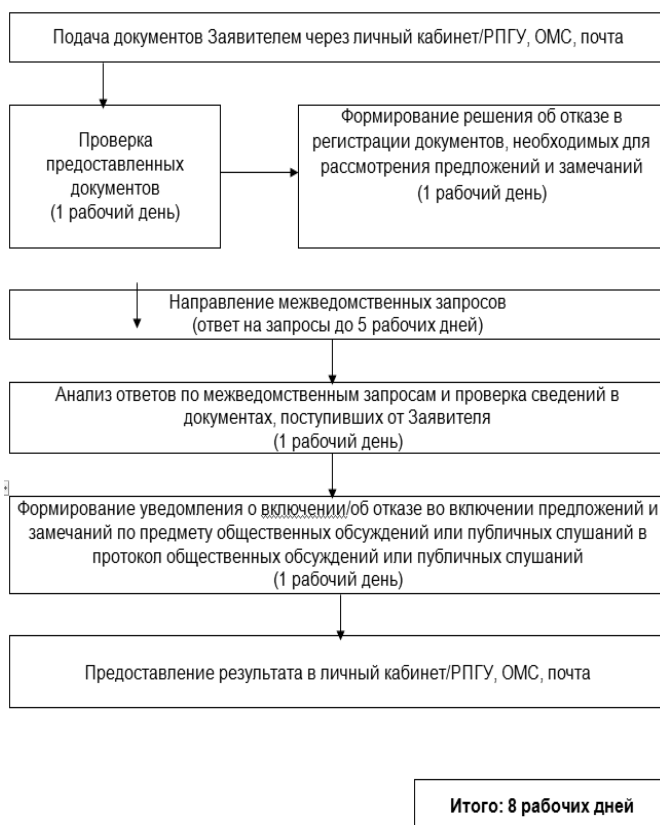 Подача документов Заявителем через личный кабинет/РПГУ, ОМС, почта
Проверка
предоставленных
документов
(1 рабочий день)
Формирование решения об отказе в
регистрации документов, необходимых для
рассмотрения предложений и замечаний
(1 рабочий день)
Направление межведомственных запросов
(ответ на запросы до 5 рабочих дней)
Анализ ответов по межведомственным запросам и проверка сведений в
документах, поступивших от Заявителя
(1 рабочий день)
Формирование уведомления о включении/об отказе во включении предложений и
замечаний по предмету общественных обсуждений или публичных слушаний в
протокол общественных обсуждений или публичных слушаний
(1 рабочий день)
Предоставление результата в личный кабинет/РПГУ, ОМС, почта
Итого: 8 рабочих дней